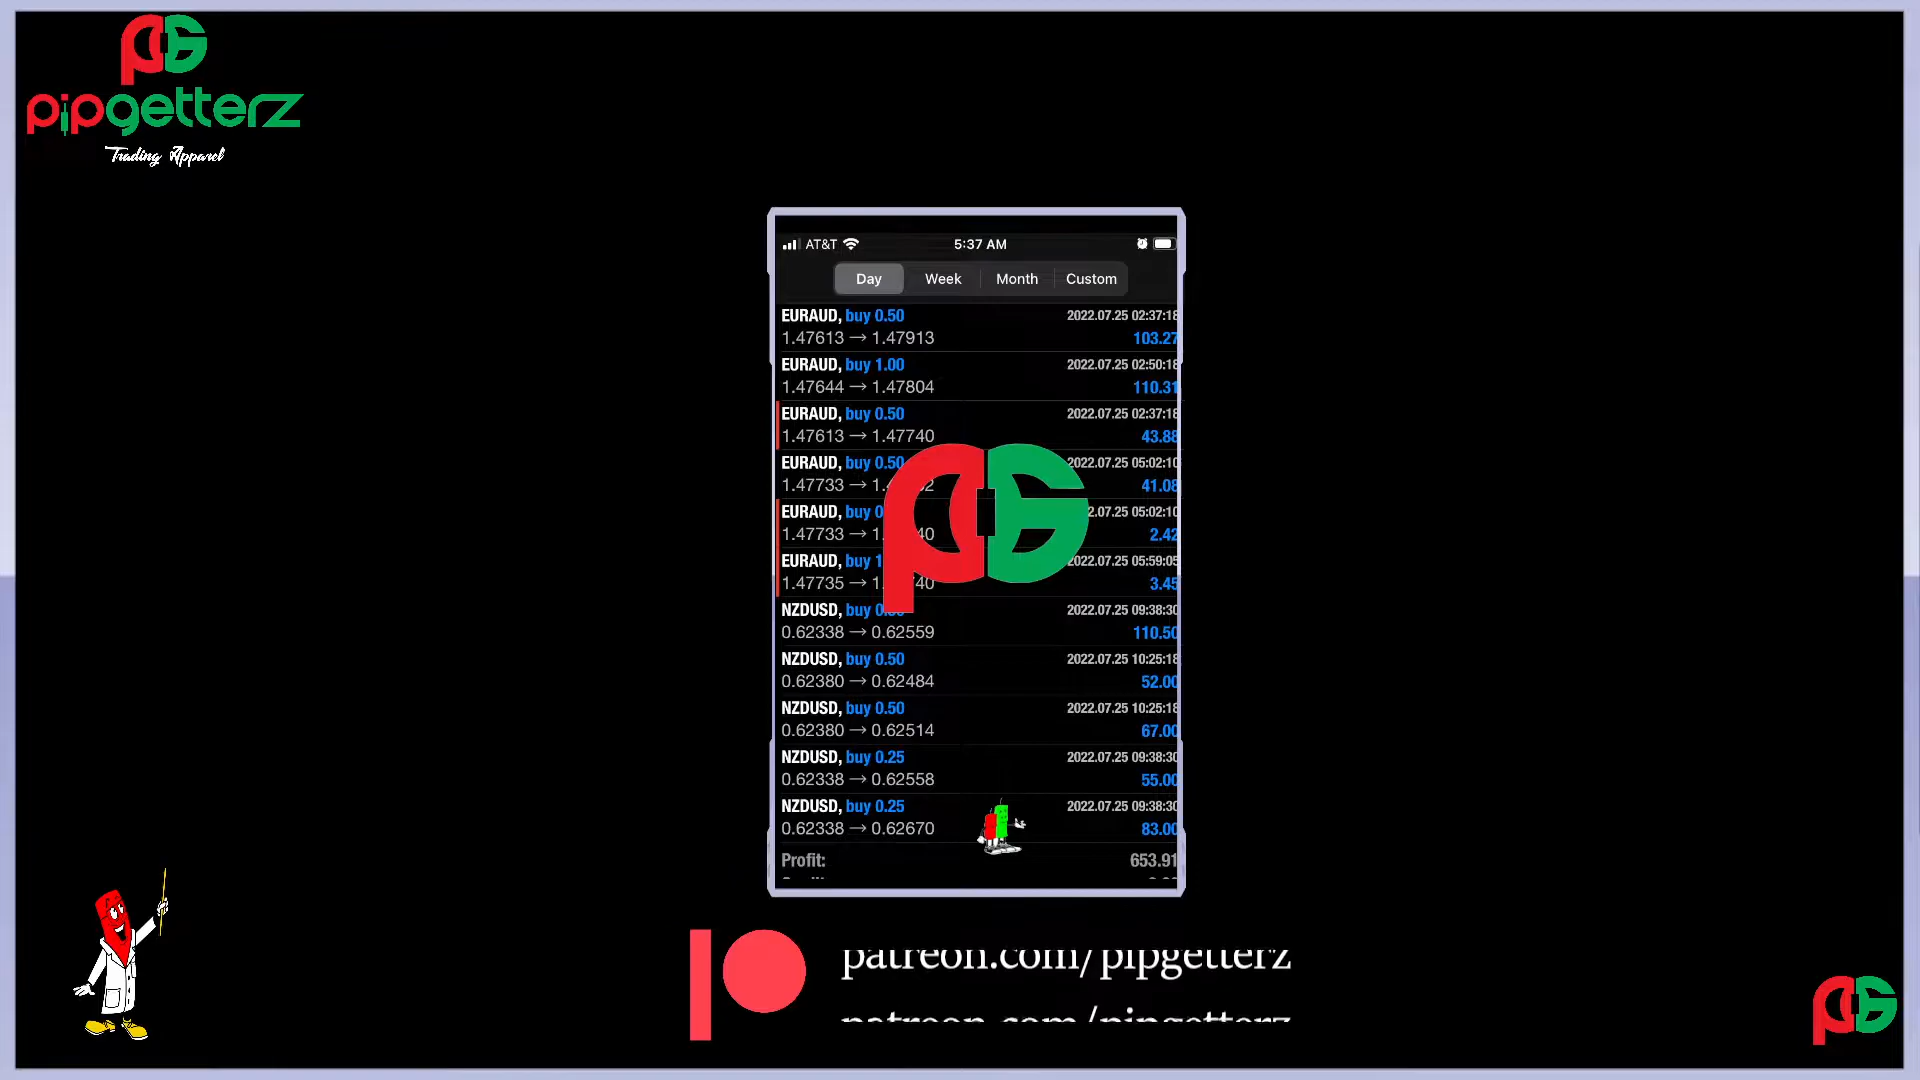 PG
pipgetterz
Trading Apparel
AT&T 5:37 AM
Day Week Month Custom
EURAUD, buy 0.50 2022.07.25 02:37:18
1.47613 → 1.47913 103.27
EURAUD, buy 1.00 2022.07.25 02:50:18
1.47644 → 1.47804 110.31
EURAUD, buy 0.50 2022.07.25 02:37:18
1.47613 → 1.47740 43.88
EURAUD, buy 0.50 2022.07.25 05:02:10
1.47733 → 41.08
EURAUD, buy 05:02:10
1.47733 → 2.42
EURAUD, buy 2022.07.25 05:59:05
1.47735 → 3.45
NZDUSD, buy 2022.07.25 09:38:30
0.62338 → 0.62559 110.50
NZDUSD, buy 0.50 2022.07.25 10:25:18
0.62380 → 0.62484 52.00
NZDUSD, buy 0.50 2022.07.25 10:25:18
0.62380 → 0.62514 67.00
NZDUSD, buy 0.25 2022.07.25 09:38:30
0.62338 → 0.62558 55.00
NZDUSD, buy 0.25 2022.07.25 09:38:30
0.62338 → 0.62670 83.00
Profit: 653.91
PG
patreon.com/pipgetterz
patreon.com/pipgetterz
PG